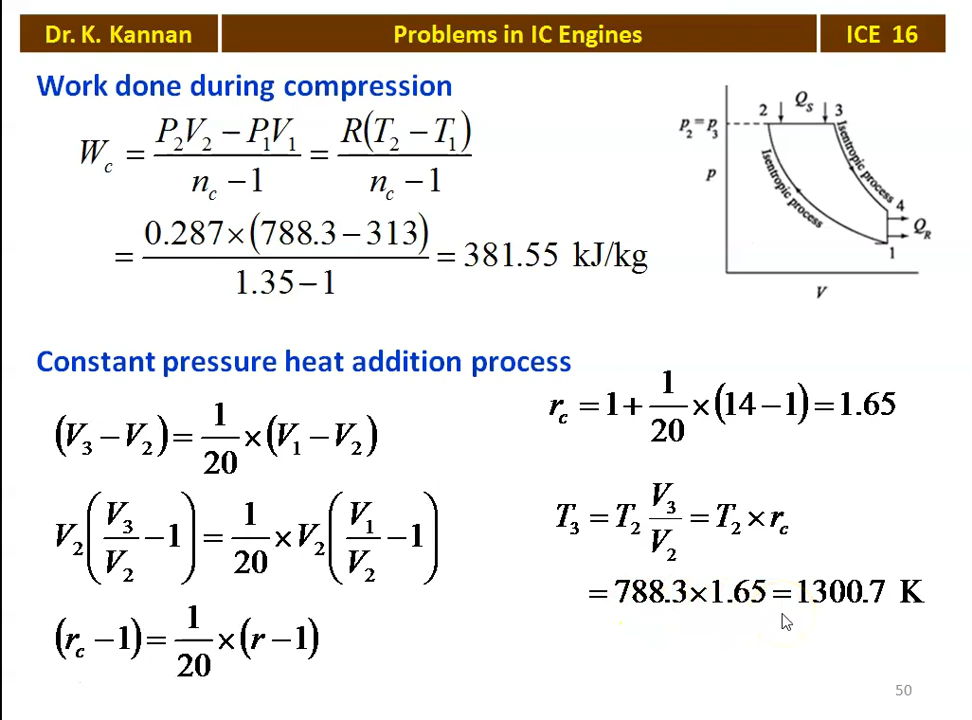 Dr. K. Kannan
Problems in IC Engines
ICE 16
Work done during compression
W_c = (P_2V_2 − P_1V_1)/(n_c − 1) = R(T_2 − T_1)/(n_c − 1)
= 0.287×(788.3−313)/(1.35−1) = 381.55 kJ/kg
2 Q_S 3
p_2 = p_3
p
Isentropic process
Isentropic process
4
Q_R
1
V
Constant pressure heat addition process
(V_3 − V_2) = 1/20 × (V_1 − V_2)
V_2(V_3/V_2 − 1) = 1/20 × V_2(V_1/V_2 − 1)
(r_c − 1) = 1/20 × (r − 1)
r_c = 1 + 1/20 × (14 − 1) = 1.65
T_3 = T_2 V_3/V_2 = T_2 × r_c
= 788.3×1.65 = 1300.7 K
50